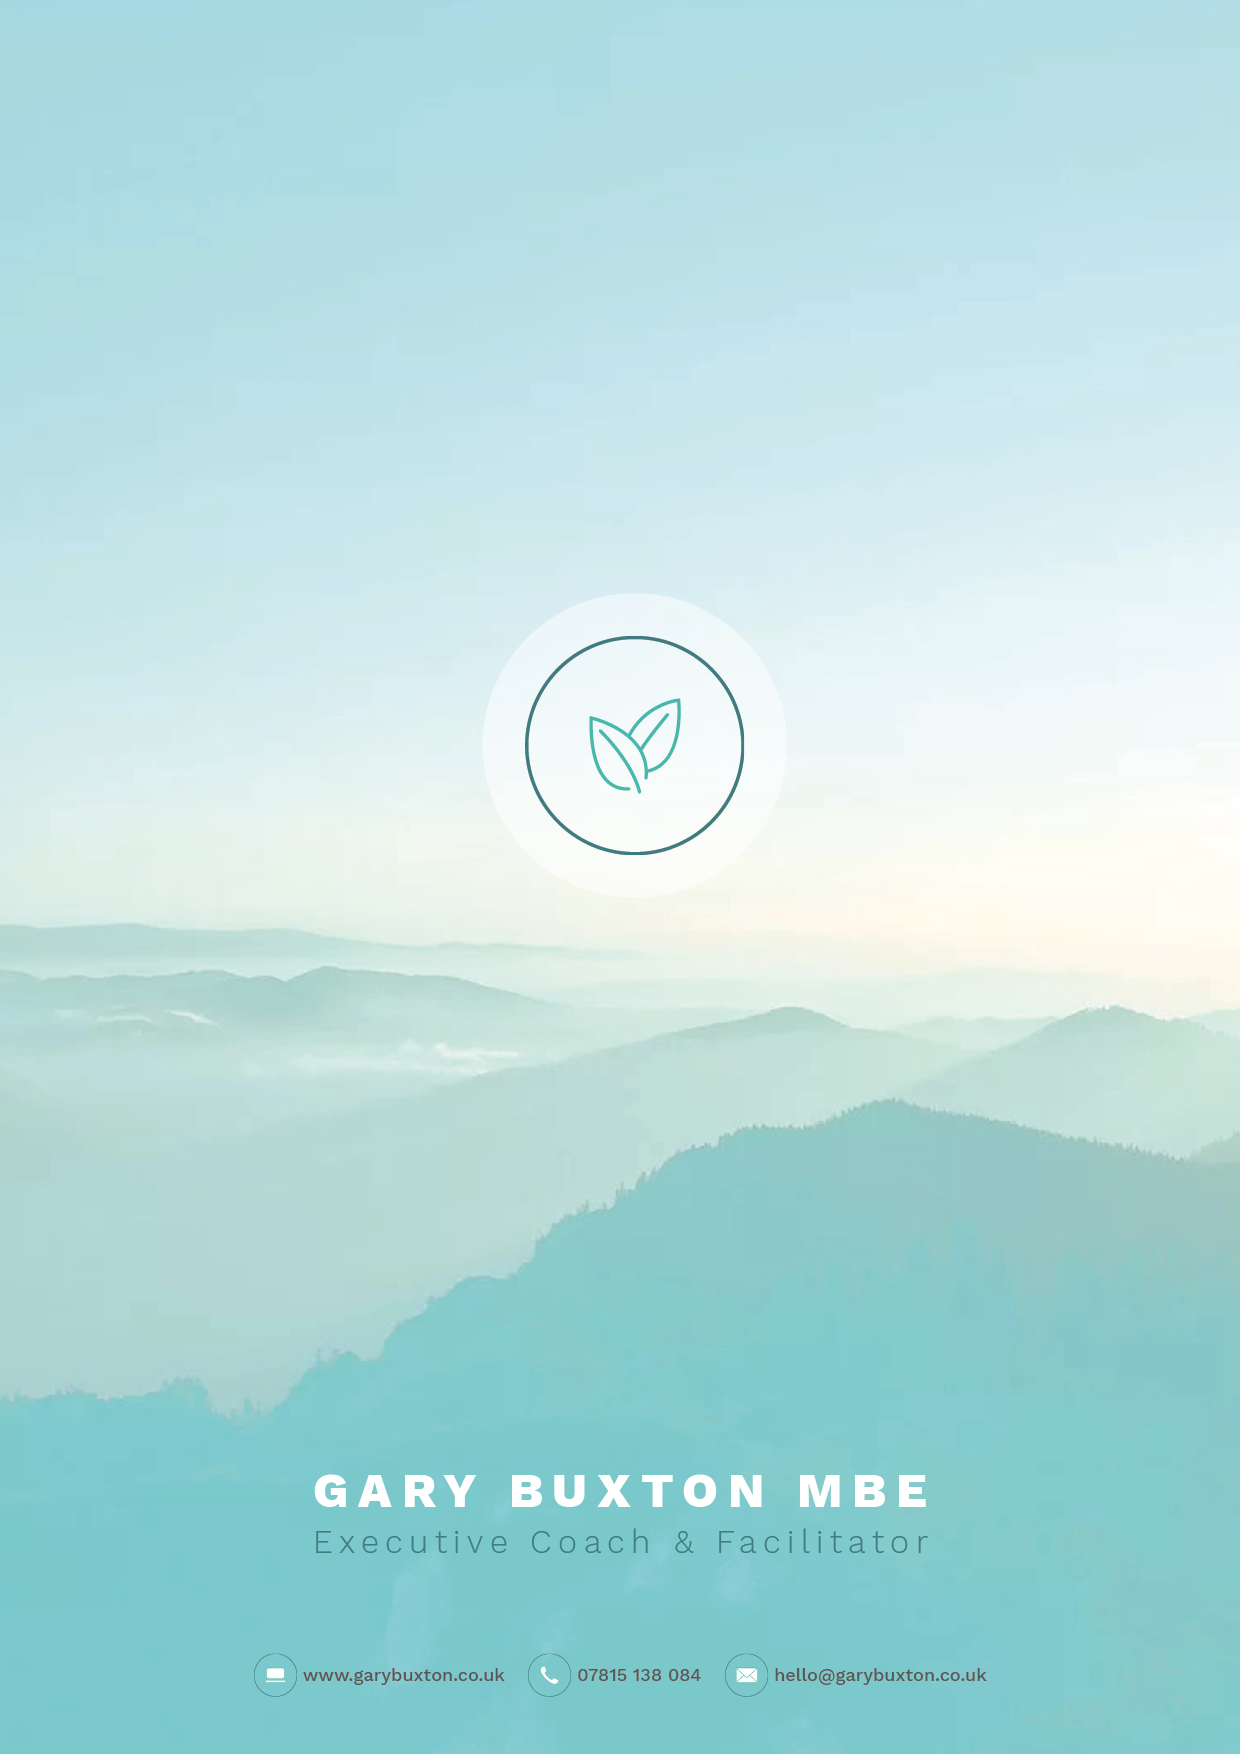 GARY BUXTON MBE
Executive Coach & Facilitator
www.garybuxton.co.uk 07815 138 084 hello@garybuxton.co.uk